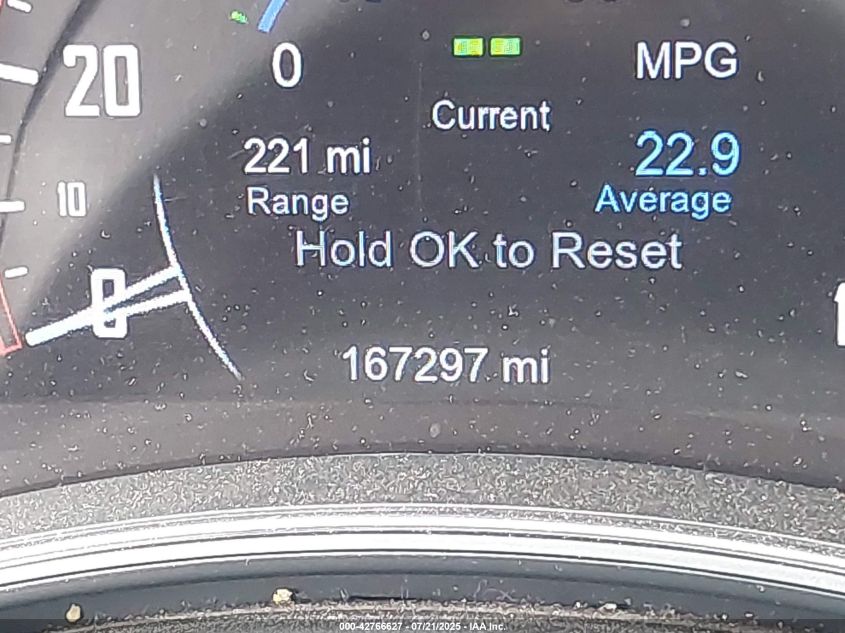 20
0
MPG
Current
221 mi
22.9
10
Range
Average
Hold OK to Reset
0
167297 mi
000-42766627 - 07/21/2025 - IAA Inc.